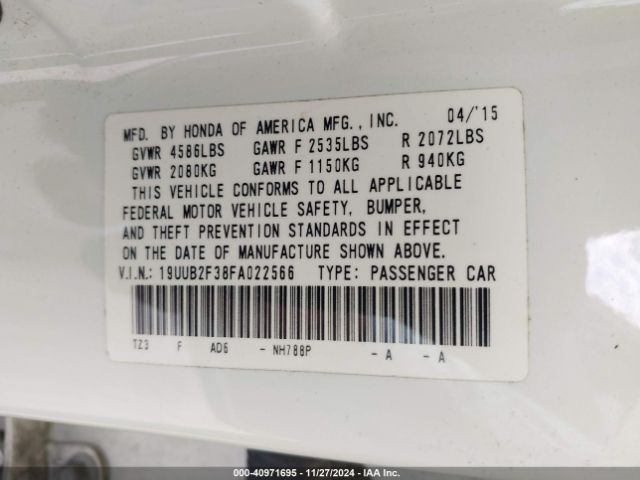 MFD. BY HONDA OF AMERICA MFG., INC. 04/'15
GVWR 4586LBS GAWR F 2535LBS R 2072LBS
GVWR 2080KG GAWR F 1150KG R 940KG
THIS VEHICLE CONFORMS TO ALL APPLICABLE
FEDERAL MOTOR VEHICLE SAFETY, BUMPER,
AND THEFT PREVENTION STANDARDS IN EFFECT
ON THE DATE OF MANUFACTURE SHOWN ABOVE.
V.I.N.: 19UUB2F38FA022566 TYPE: PASSENGER CAR
TZ3 F AD6 - NH788P - A - A
000-40971695 - 11/27/2024 - IAA Inc.